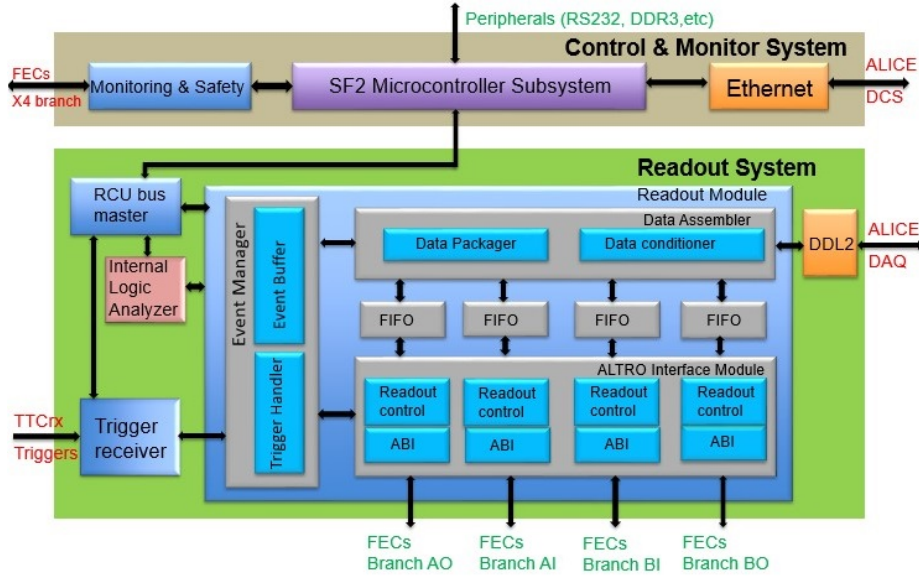 Peripherals (RS232, DDR3,etc)
Control & Monitor System
FECs
X4 branch
Monitoring & Safety
SF2 Microcontroller Subsystem
Ethernet
ALICE
DCS
Readout System
RCU bus
master
Readout Module
Data Assembler
Data Packager
Data conditioner
DDL2
ALICE
DAQ
Internal
Logic
Analyzer
Event Manager
Event Buffer
Trigger Handler
FIFO
FIFO
FIFO
FIFO
ALTRO Interface Module
Readout
control
ABI
Readout
control
ABI
Readout
control
ABI
Readout
control
ABI
TTCrx
Triggers
Trigger
receiver
FECs
Branch AO
FECs
Branch AI
FECs
Branch BI
FECs
Branch BO